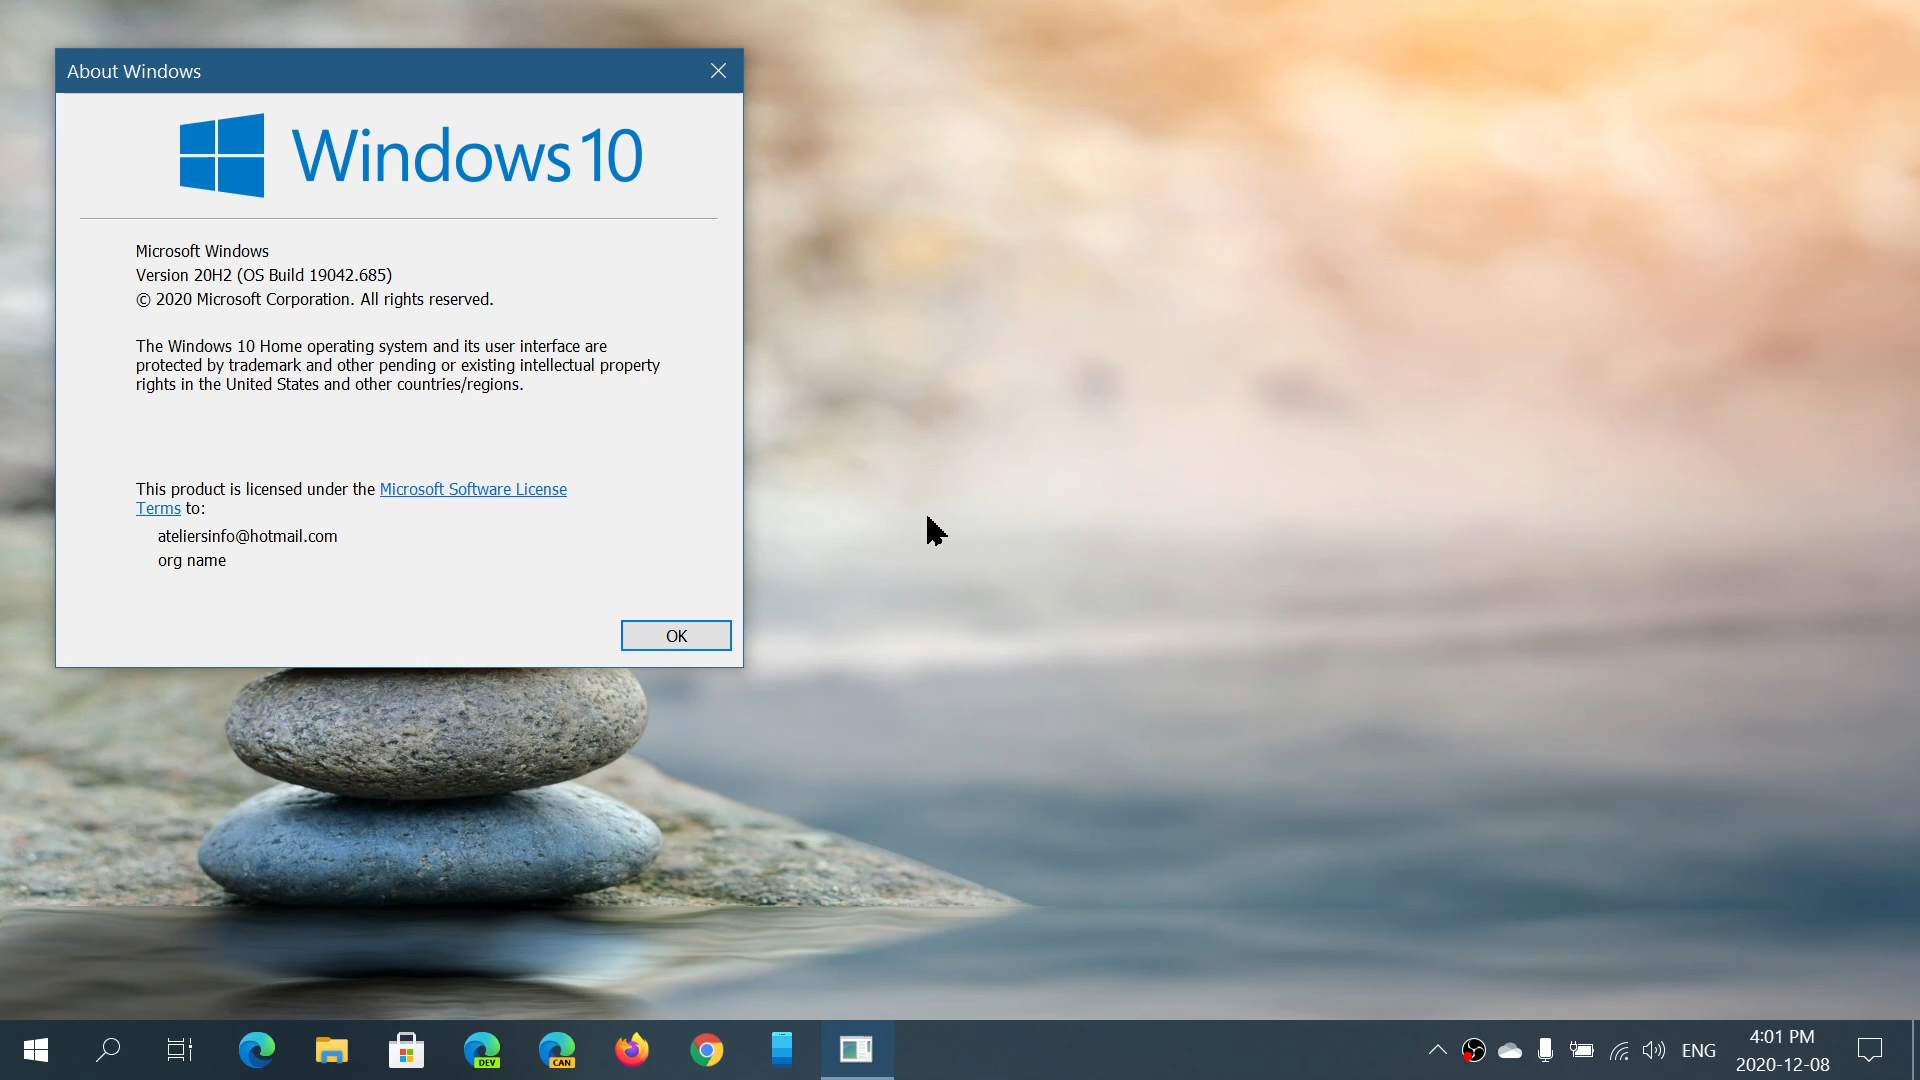 About Windows
Windows 10
Microsoft Windows
Version 20H2 (OS Build 19042.685)
© 2020 Microsoft Corporation. All rights reserved.
The Windows 10 Home operating system and its user interface are
protected by trademark and other pending or existing intellectual property
rights in the United States and other countries/regions.
This product is licensed under the Microsoft Software License
Terms to:
ateliersinfo@hotmail.com
org name
OK
DEV
CAN
ENG
4:01 PM
2020-12-08